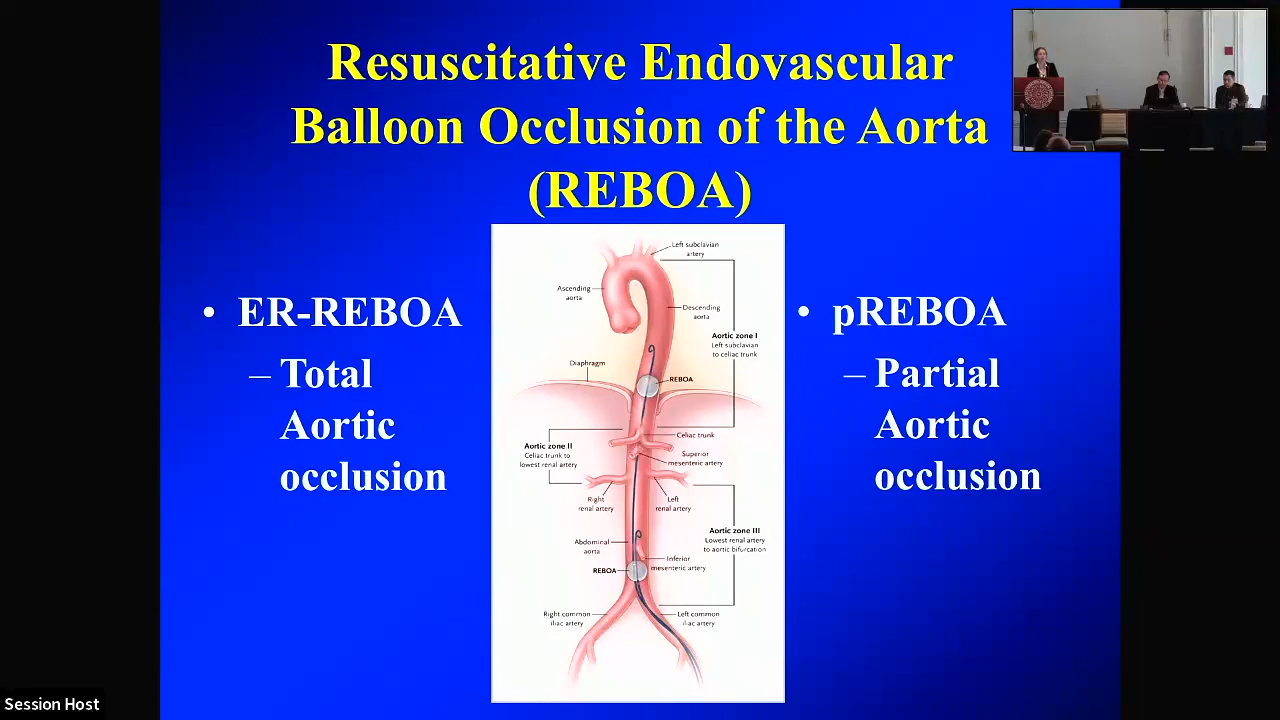 Resuscitative Endovascular
Balloon Occlusion of the Aorta
(REBOA)
• ER-REBOA
– Total
Aortic
occlusion
Left subclavian
artery
Ascending
aorta
Descending
aorta
Aortic zone I
Left subclavian
to celiac trunk
Diaphragm
REBOA
Celiac trunk
Aortic zone II
Celiac trunk to
lowest renal artery
Superior
mesenteric artery
Right
renal artery
Left
renal artery
Aortic zone III
Lowest renal artery
to aortic bifurcation
Abdominal
aorta
Inferior
mesenteric artery
REBOA
Right common
iliac artery
Left common
iliac artery
• pREBOA
– Partial
Aortic
occlusion
Session Host